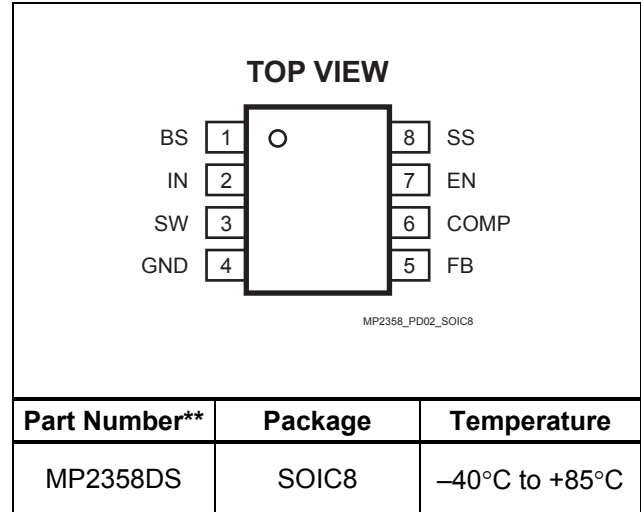 TOP VIEW
BS 1 8 SS
IN 2 7 EN
SW 3 6 COMP
GND 4 5 FB
MP2358_PD02_SOIC8
Part Number** Package Temperature
MP2358DS SOIC8 –40°C to +85°C